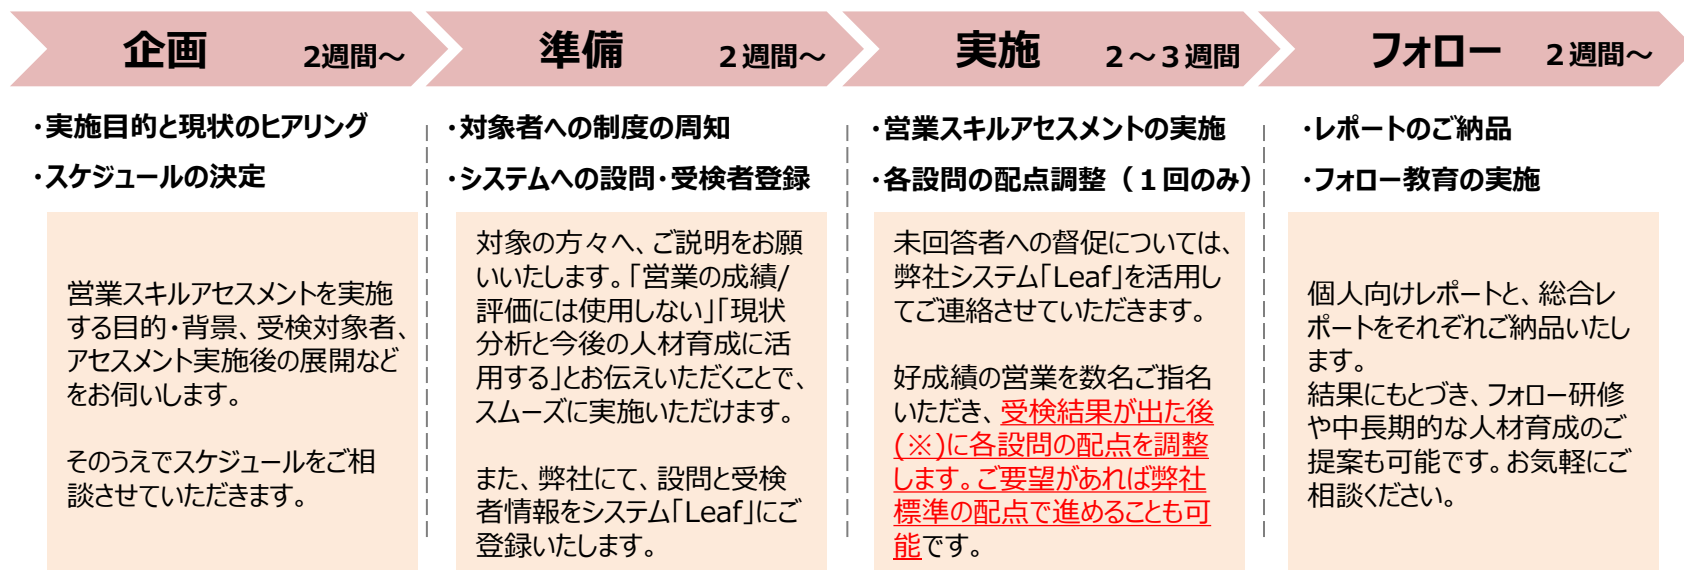 企画 2週間～
準備 ２週間～
実施 ２～３週間
フォロー ２週間～
・実施目的と現状のヒアリング
・スケジュールの決定
営業スキルアセスメントを実施
する目的・背景、受検対象者、
アセスメント実施後の展開など
をお伺いします。
そのうえでスケジュールをご相
談させていただきます。
・対象者への制度の周知
・システムへの設問・受検者登録
対象の方々へ、ご説明をお願
いいたします。「営業の成績/
評価には使用しない」「現状
分析と今後の人材育成に活
用する」とお伝えいただくことで、
スムーズに実施いただけます。
また、弊社にて、設問と受検
者情報をシステム「Leaf」にご
登録いたします。
・営業スキルアセスメントの実施
・各設問の配点調整（１回のみ）
未回答者への督促については、
弊社システム「Leaf」を活用し
てご連絡させていただきます。
好成績の営業を数名ご指名
いただき、受検結果が出た後
(※)に各設問の配点を調整
します。ご要望があれば弊社
標準の配点で進めることも可
能です。
・レポートのご納品
・フォロー教育の実施
個人向けレポートと、総合レ
ポートをそれぞれご納品いたし
ます。
結果にもとづき、フォロー研修
や中長期的な人材育成のご
提案も可能です。お気軽にご
相談ください。